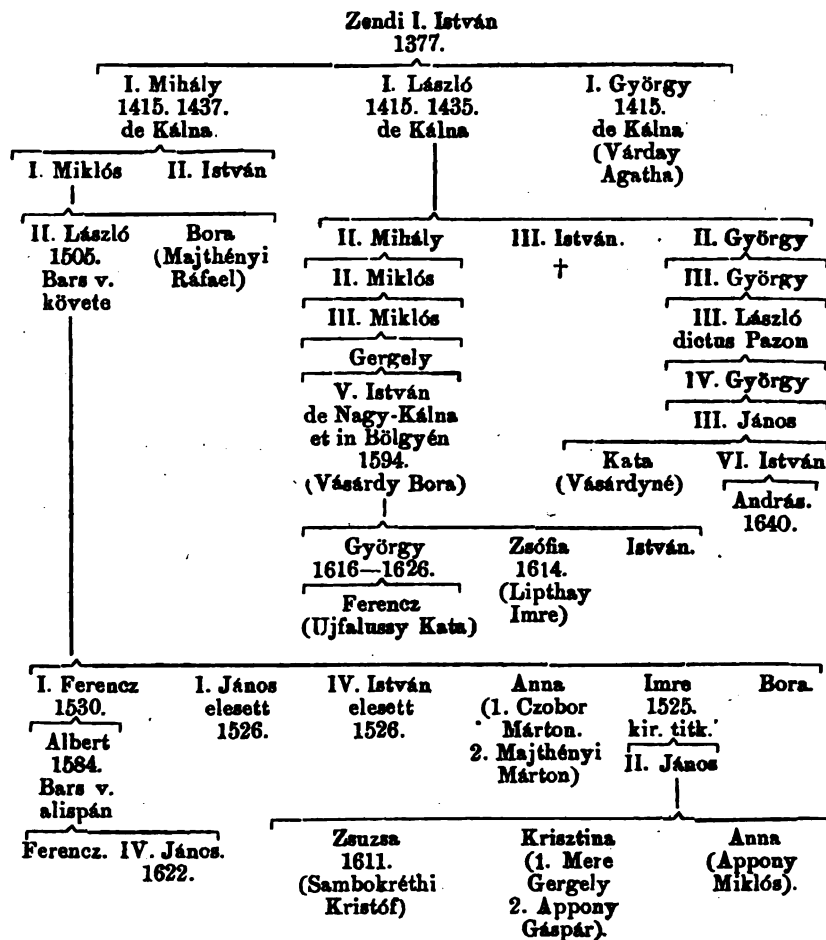 Zendi I. István
1377.
I. Mihály
1415. 1437.
de Kálna.
I. László
1415. 1435.
de Kálna
I. György
1415.
de Kálna
(Várday
Agatha)
I. Miklós
II. István
II. László
1505.
Bars v.
követe
Bora
(Majthényi
Ráfael)
II. Mihály
III. István.
†
II. György
II. Miklós
III. György
III. Miklós
III. László
dictus Pazon
Gergely
IV. György
V. István
de Nagy-Kálna
et in Bölgyén
1594.
(Vásárdy Bora)
III. János
Kata
(Vásárdyné)
VI. István
András.
1640.
György
1616—1626.
Zsófia
1614.
(Lipthay
Imre)
István.
Ferencz
(Ujfalussy Kata)
I. Ferencz
1530.
I. János
elesett
1526.
IV. István
elesett
1526.
Anna
(1. Czobor
Márton.
2. Majthényi
Márton)
Imre
1525.
kir. titk.
Bora.
Albert
1584.
Bars v.
alispán
II. János
Ferencz. IV. János.
1622.
Zsuzsa
1611.
(Sambokréthi
Kristóf)
Krisztina
(1. Mere
Gergely
2. Appony
Gáspár).
Anna
(Appony
Miklós).